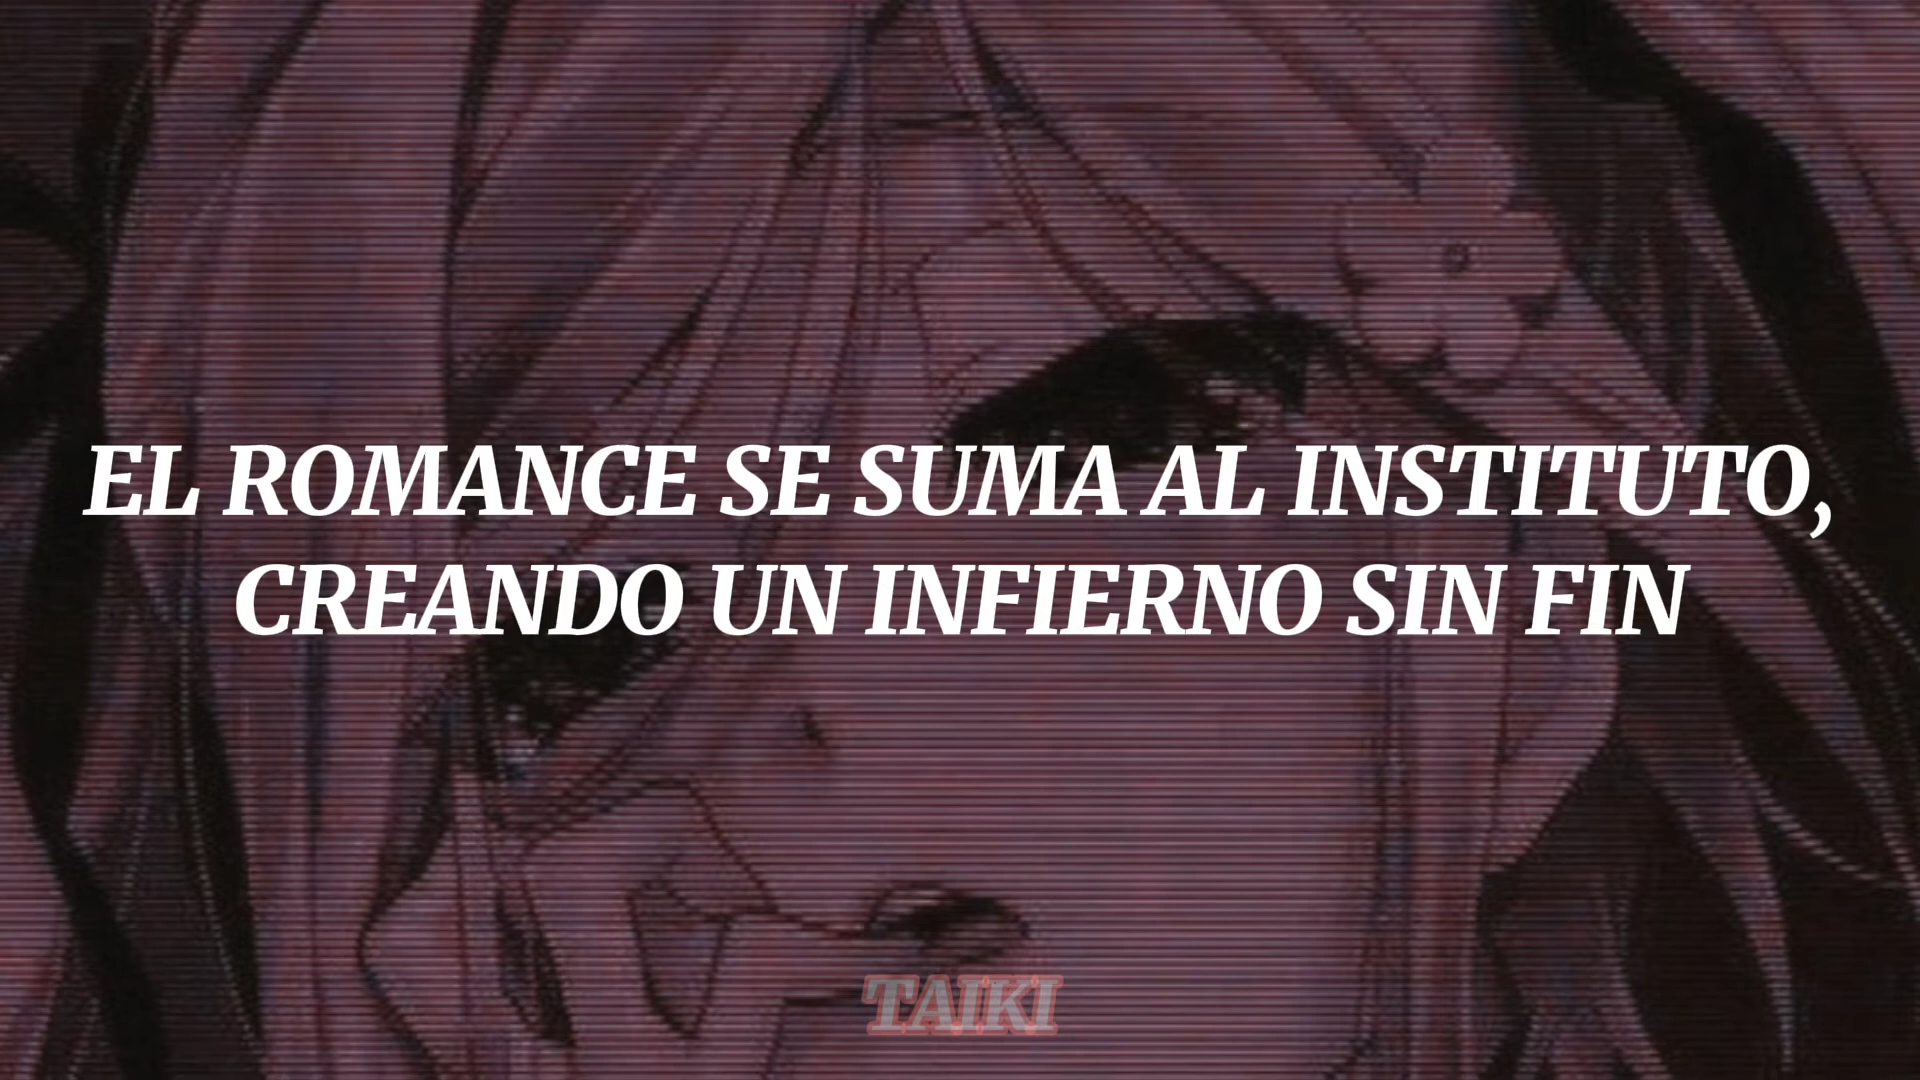 EL ROMANCE SE SUMA AL INSTITUTO,
CREANDO UN INFIERNO SIN FIN
TAIKI